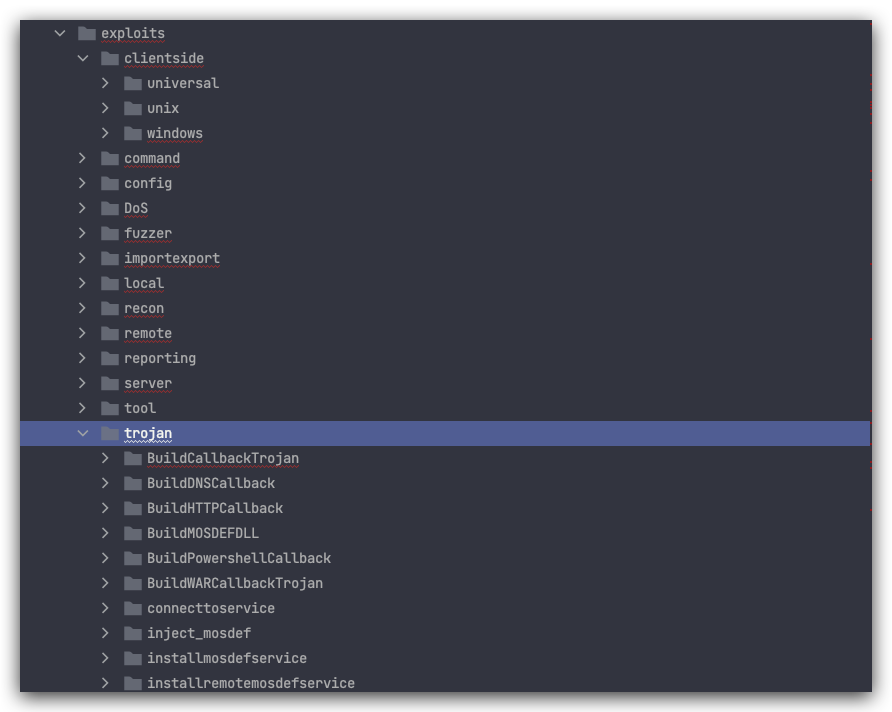 exploits
clientside
universal
unix
windows
command
config
DoS
fuzzer
importexport
local
recon
remote
reporting
server
tool
trojan
BuildCallbackTrojan
BuildDNSCallback
BuildHTTPCallback
BuildMOSDEFDLL
BuildPowershellCallback
BuildWARCallbackTrojan
connecttoservice
inject_mosdef
installmosdefservice
installremotemosdefservice